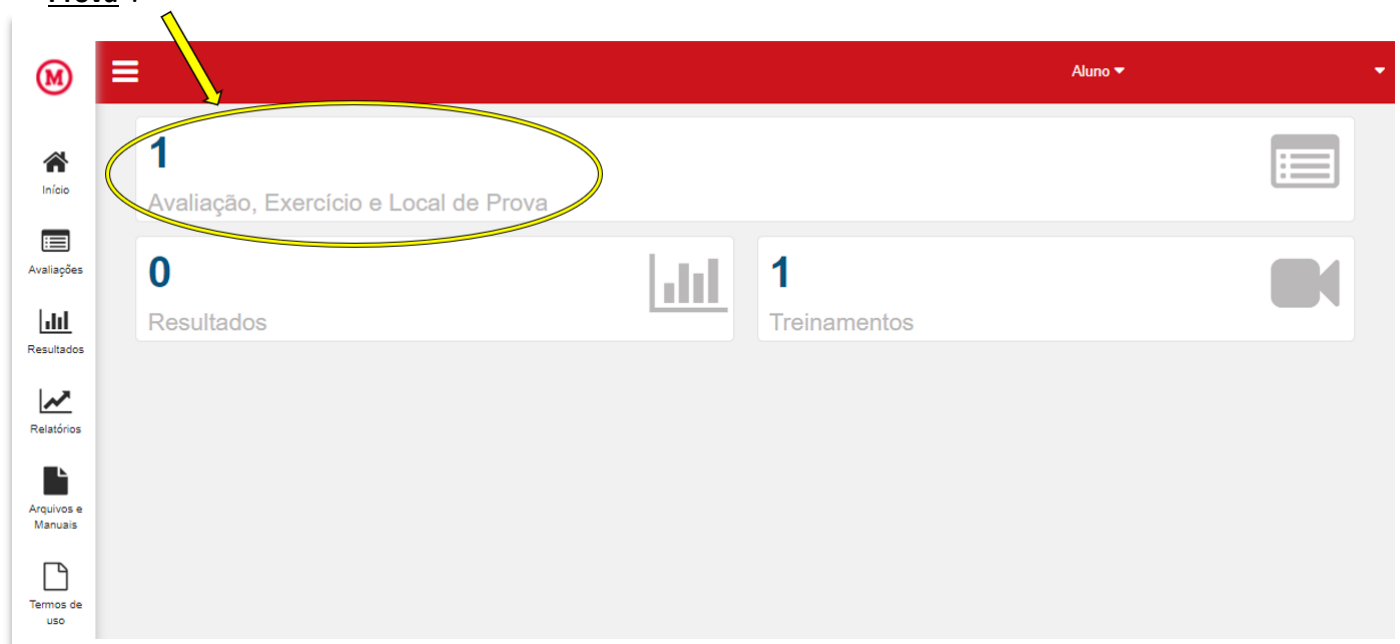 Prova
M
Aluno
Início
Avaliações
Resultados
Relatórios
Arquivos e
Manuais
Termos de
uso
1
Avaliação, Exercício e Local de Prova
0
Resultados
1
Treinamentos